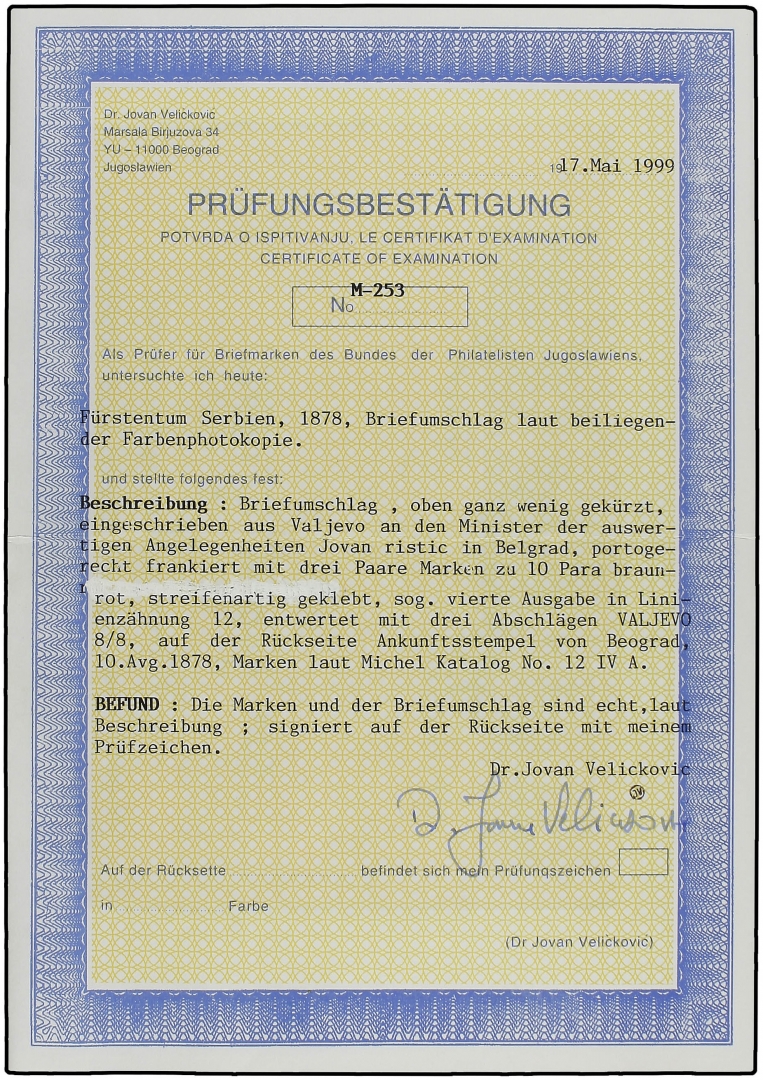 Dr. Jovan Veličković
Marsala Birjuzova 34
YU – 11000 Beograd
Jugoslawien
19 17.Mai 1999
PRÜFUNGSBESTÄTIGUNG
POTVRDA O ISPITIVANJU, LE CERTIFIKAT D'EXAMINATION
CERTIFICATE OF EXAMINATION
M-253
No
Als Prüfer für Briefmarken des Bundes der Philatelisten Jugoslawiens,
untersuchte ich heute:
Fürstentum Serbien, 1878, Briefumschlag laut beiliegen-
der Farbenphotokopie.
und stellte folgendes fest:
Beschreibung : Briefumschlag , oben ganz wenig gekürzt,
eingeschrieben aus Valjevo an den Minister der auswer-
tigen Angelegenheiten Jovan ristic in Belgrad, portoge-
recht frankiert mit drei Paare Marken zu 10 Para braun-
rot, streifenartig geklebt, sog. vierte Ausgabe in Lini-
enzähnung 12, entwertet mit drei Abschlägen VALJEVO
8/8, auf der Rückseite Ankunftsstempel von Beograd,
10.Avg.1878, Marken laut Michel Katalog No. 12 IV A.
BEFUND : Die Marken und der Briefumschlag sind echt,laut
Beschreibung ; signiert auf der Rückseite mit meinem
Prüfzeichen.
Dr.Jovan Velickovic
JV
Auf der Rücksette befindet sich mein Prüfungszeichen
in Farbe
(Dr Jovan Veličković)